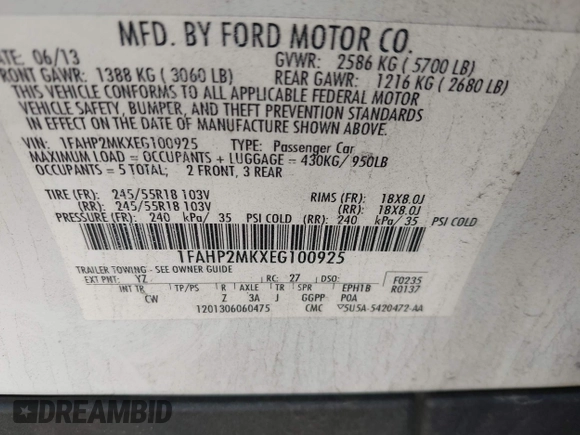 MFD. BY FORD MOTOR CO.
DATE: 06/13 GVWR: 2586 KG ( 5700 LB)
FRONT GAWR: 1388 KG ( 3060 LB) REAR GAWR: 1216 KG ( 2680 LB)
THIS VEHICLE CONFORMS TO ALL APPLICABLE FEDERAL MOTOR
VEHICLE SAFETY, BUMPER, AND THEFT PREVENTION STANDARDS
IN EFFECT ON THE DATE OF MANUFACTURE SHOWN ABOVE.
VIN: 1FAHP2MKXEG100925 TYPE: Passenger Car
MAXIMUM LOAD = OCCUPANTS + LUGGAGE = 430KG/ 950LB
OCCUPANTS = 5 TOTAL; 2 FRONT, 3 REAR
TIRE (FR): 245/55R18 103V RIMS (FR): 18X8.0J
(RR): 245/55R18 103V (RR): 18X8.0J
PRESSURE (FR): 240 kPa/ 35 PSI COLD (RR): 240 kPa/ 35 PSI COLD
1FAHP2MKXEG100925
TRAILER TOWING - SEE OWNER GUIDE
EXT PNT: YZ RC: 27 DSO: F0235
INT TR TP/PS R AXLE TR SPR EPH1B R0137
CW Z 3A J GGPP POA
1201306060475 CMC 5U5A-5420472-AA
DREAMBID